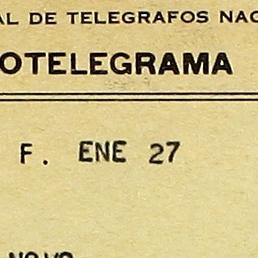 AL DE TELEGRAFOS NAC
OTELEGRAMA
F. ENE 27